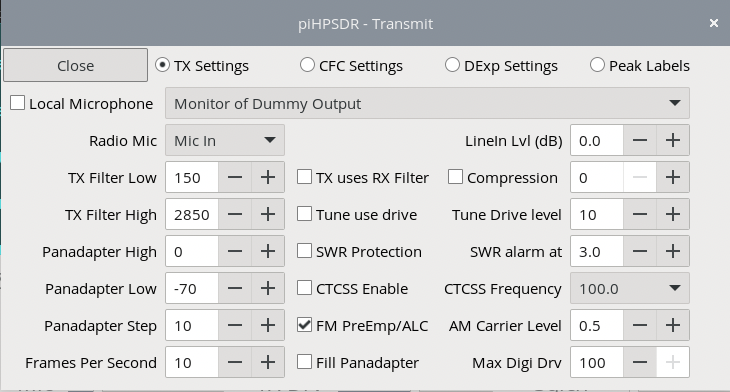 piHPSDR - Transmit ×
Close TX Settings CFC Settings DExp Settings Peak Labels
Local Microphone Monitor of Dummy Output
Radio Mic Mic In LineIn Lvl (dB) 0.0 — +
TX Filter Low 150 — + TX uses RX Filter Compression 0 — +
TX Filter High 2850 — + Tune use drive Tune Drive level 10 — +
Panadapter High 0 — + SWR Protection SWR alarm at 3.0 — +
Panadapter Low -70 — + CTCSS Enable CTCSS Frequency 100.0
Panadapter Step 10 — + FM PreEmp/ALC AM Carrier Level 0.5 — +
Frames Per Second 10 — + Fill Panadapter Max Digi Drv 100 — +